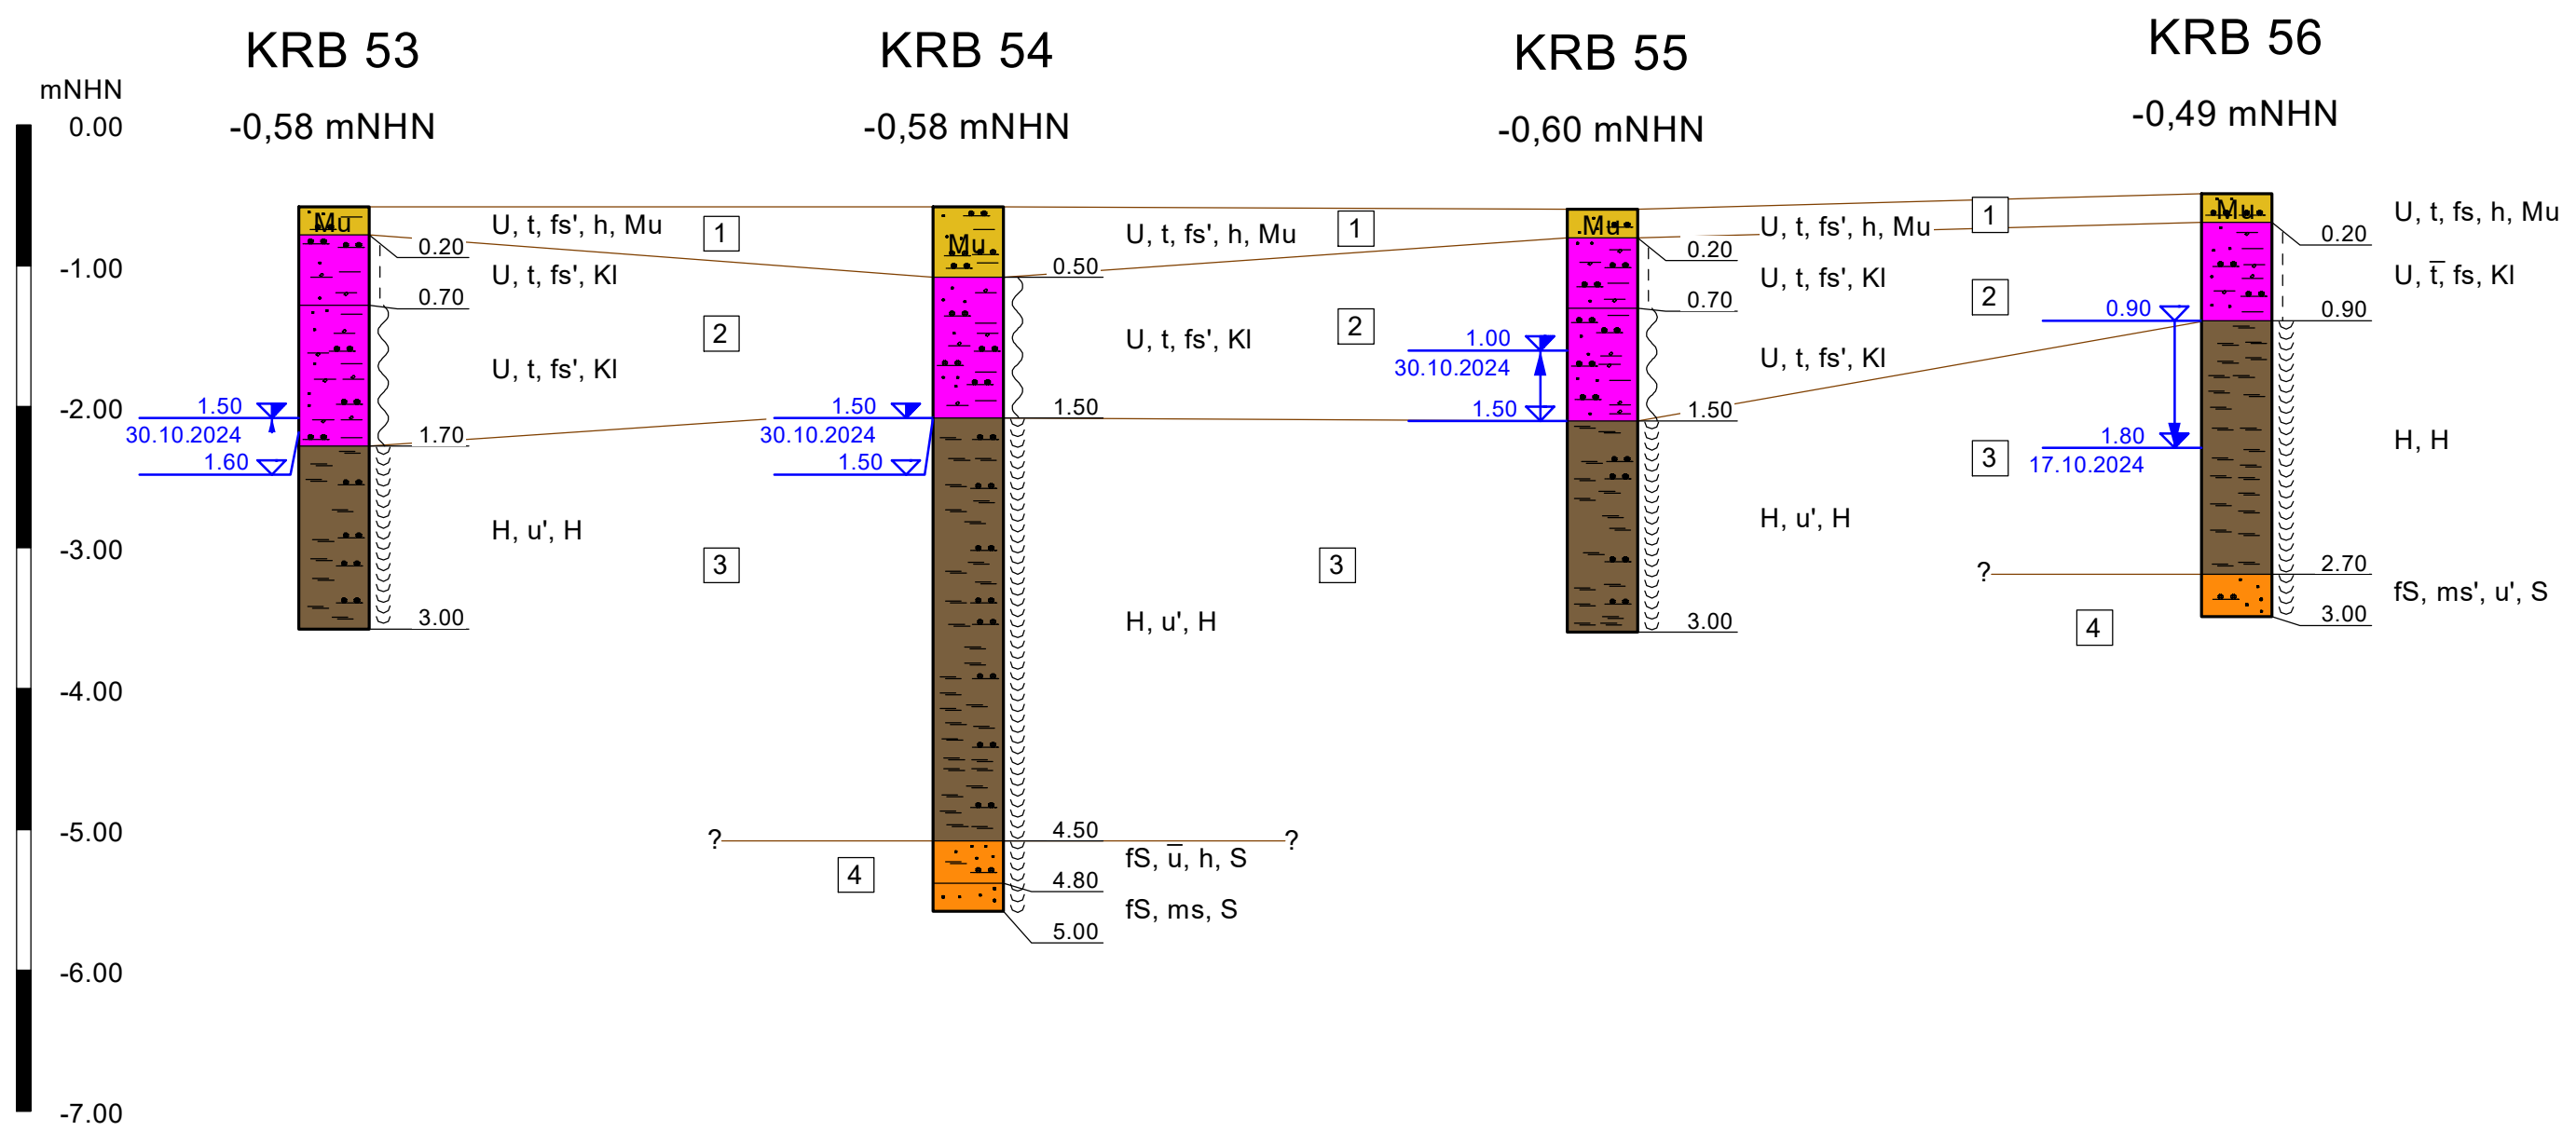 KRB 53
KRB 54
KRB 55
KRB 56
-0,58 mNHN
-0,58 mNHN
-0,60 mNHN
-0,49 mNHN
mNHN
0.00
-1.00
-2.00
-3.00
-4.00
-5.00
-6.00
-7.00
Mu
U, t, fs', h, Mu
0.20
U, t, fs', Kl
0.70
U, t, fs', Kl
1.50
30.10.2024
1.60
1.70
H, u', H
3.00
1
2
3
Mu
U, t, fs', h, Mu
0.50
U, t, fs', Kl
1.50
30.10.2024
1.50
1.50
H, u', H
?
4.50
?
4
fS, u̅, h, S
4.80
fS, ms, S
5.00
1
2
3
Mu
U, t, fs', h, Mu
0.20
U, t, fs', Kl
0.70
1.00
30.10.2024
U, t, fs', Kl
1.50
1.50
H, u', H
3.00
1
2
3
Mu
U, t, fs, h, Mu
0.20
U, t̅, fs, Kl
0.90
0.90
1.80
17.10.2024
H, H
?
2.70
fS, ms', u', S
3.00
4